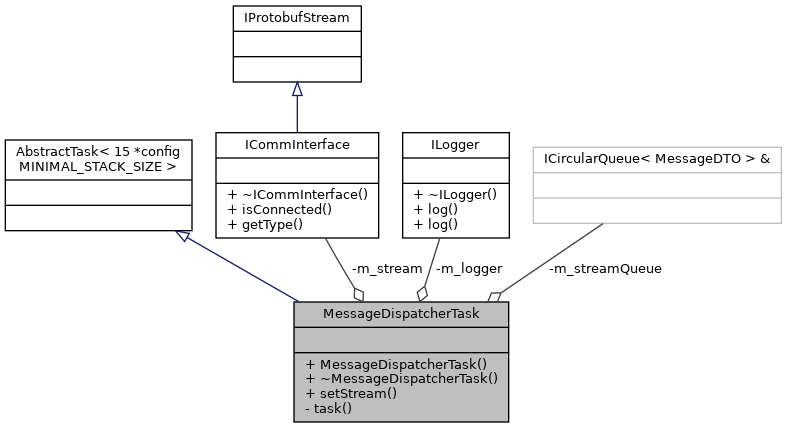 IProtobufStream
AbstractTask< 15 *config
MINIMAL_STACK_SIZE >
ICommInterface
+ ~ICommInterface()
+ isConnected()
+ getType()
ILogger
+ ~ILogger()
+ log()
+ log()
ICircularQueue< MessageDTO > &
-m_stream
-m_logger
-m_streamQueue
MessageDispatcherTask
+ MessageDispatcherTask()
+ ~MessageDispatcherTask()
+ setStream()
- task()